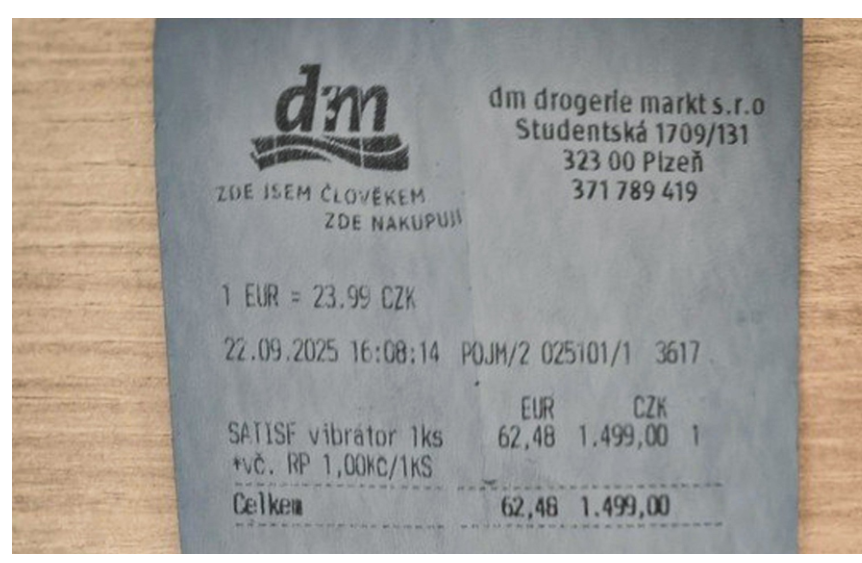 dm
ZDE JSEM ČLOVĚKEM
ZDE NAKUPUJI
dm drogerie markt s.r.o
Studentská 1709/131
323 00 Plzeň
371 789 419
1 EUR = 23.99 CZK
22.09.2025 16:08:14 POJM/2 025101/1 3617
EUR CZK
SATISF vibrátor 1ks 62,48 1.499,00 1
+vč. RP 1,00KČ/1KS
Celkem 62,48 1.499,00